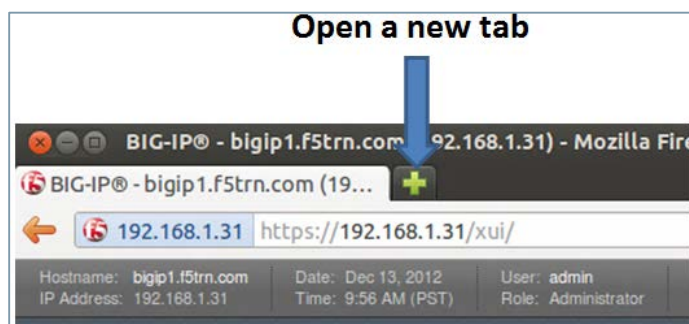 Open a new tab
BIG-IP® - bigip1.f5trn.com 92.168.1.31) - Mozilla Fire
BIG-IP® - bigip1.f5trn.com (19...
192.168.1.31 https://192.168.1.31/xui/
Hostname: bigip1.f5trn.com Date: Dec 13, 2012 User: admin
IP Address: 192.168.1.31 Time: 9:56 AM (PST) Role: Administrator